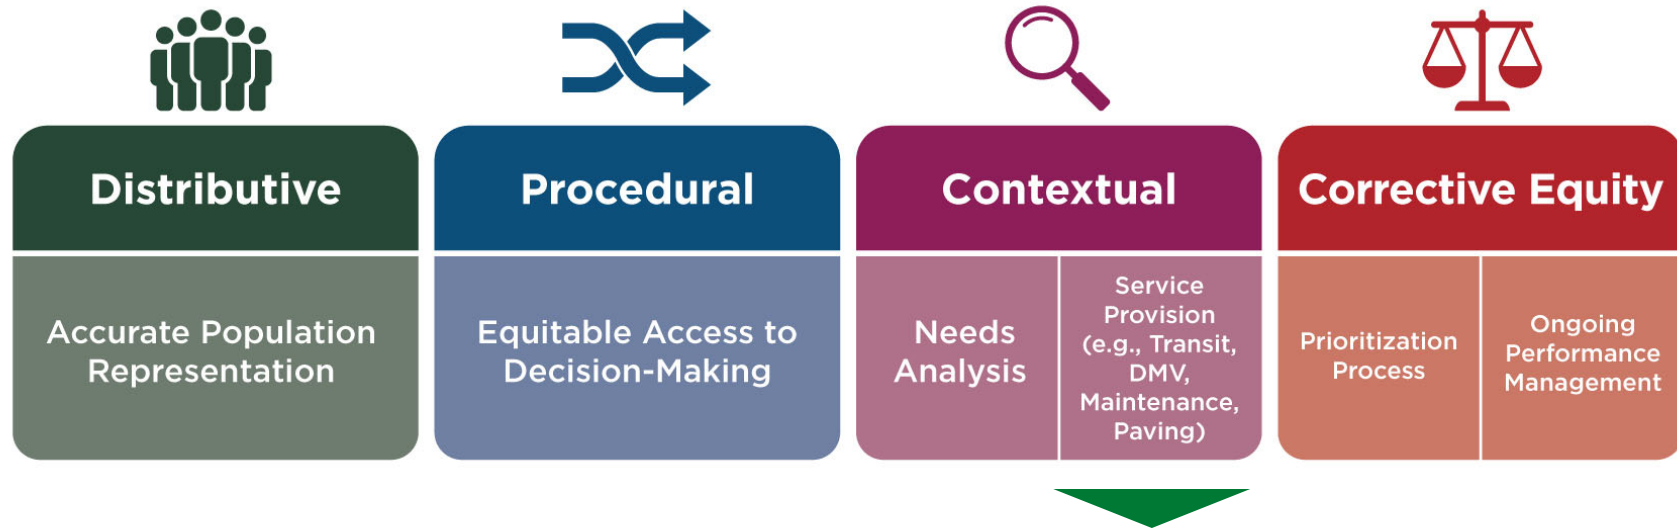 Distributive
Accurate Population
Representation
Procedural
Equitable Access to
Decision-Making
Contextual
Needs
Analysis
Service
Provision
(e.g., Transit,
DMV,
Maintenance,
Paving)
Corrective Equity
Prioritization
Process
Ongoing
Performance
Management